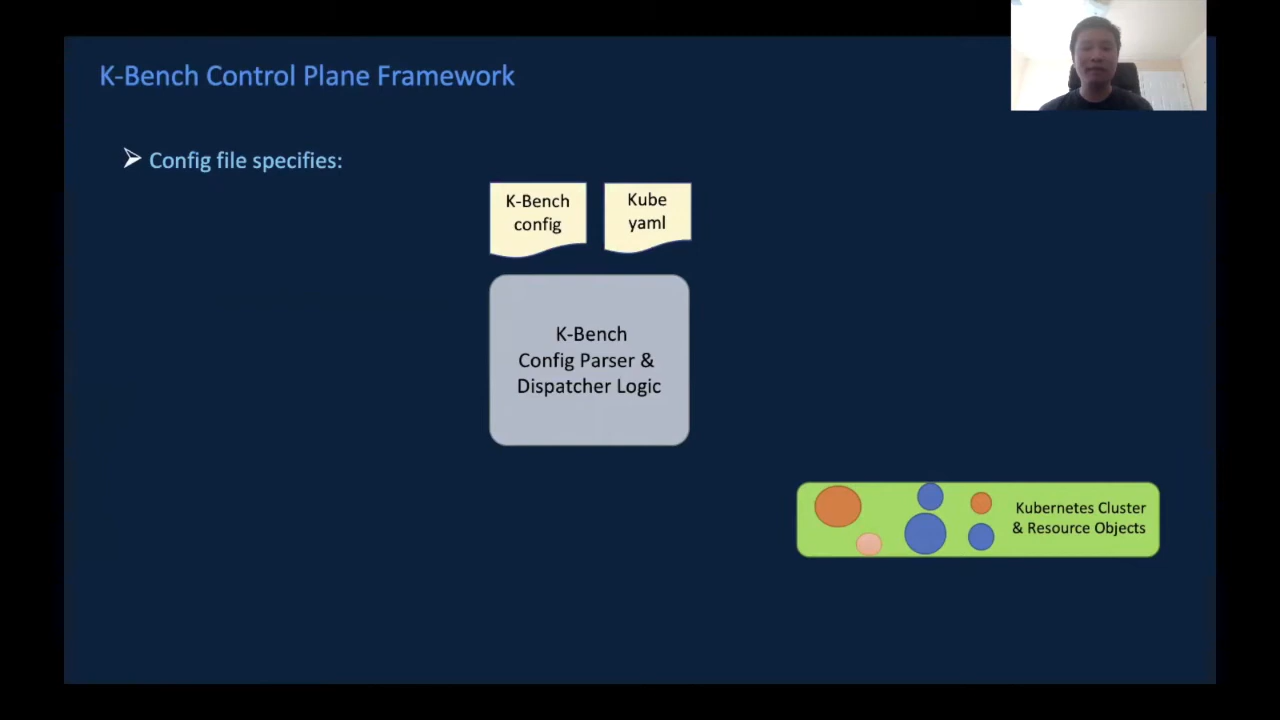 K-Bench Control Plane Framework
Config file specifies:
K-Bench
config
Kube
yaml
K-Bench
Config Parser &
Dispatcher Logic
Kubernetes Cluster
& Resource Objects